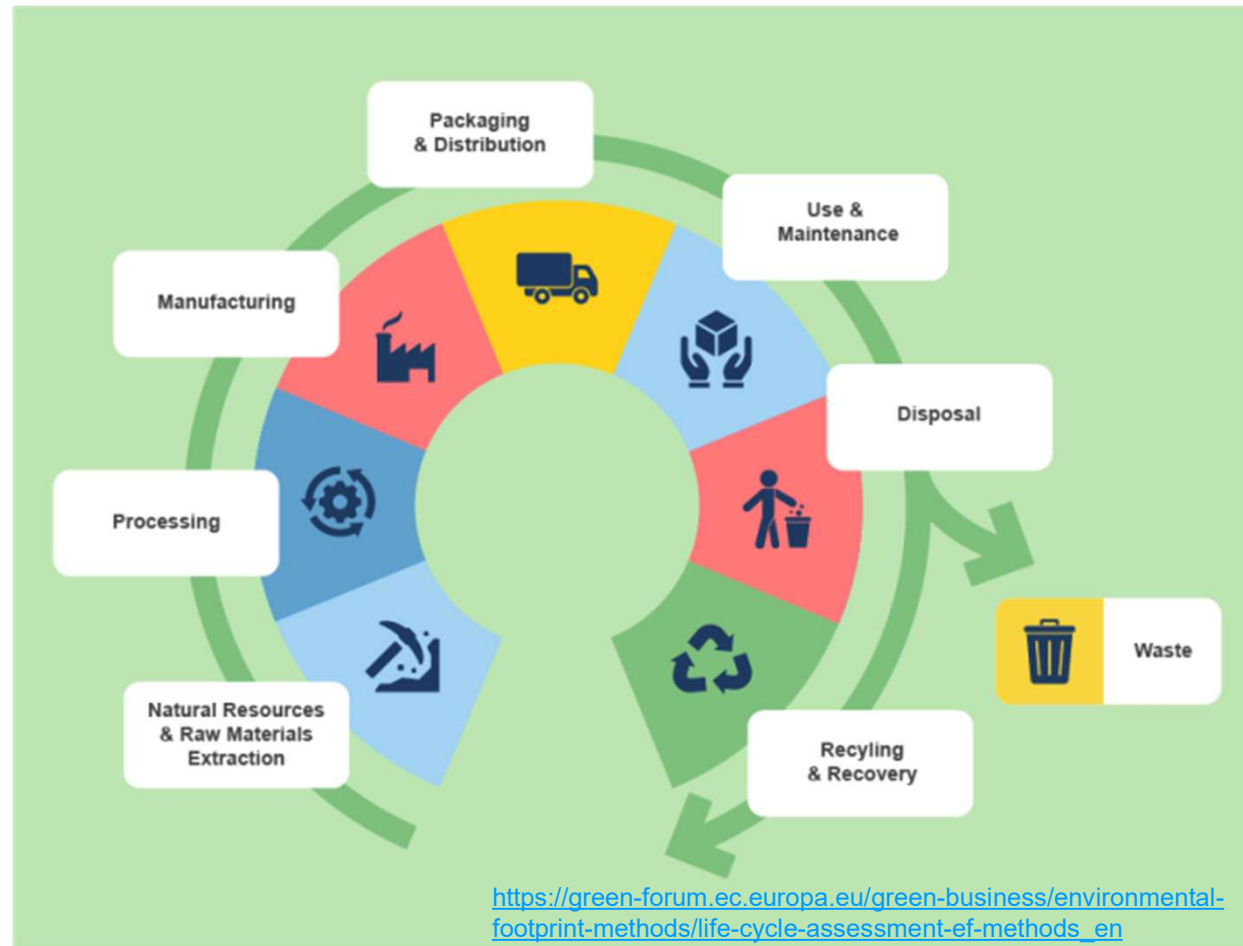 Packaging
& Distribution
Use &
Maintenance
Manufacturing
Disposal
Processing
Waste
Natural Resources
& Raw Materials
Extraction
Recyling
& Recovery
https://green-forum.ec.europa.eu/green-business/environmental-
footprint-methods/life-cycle-assessment-ef-methods_en